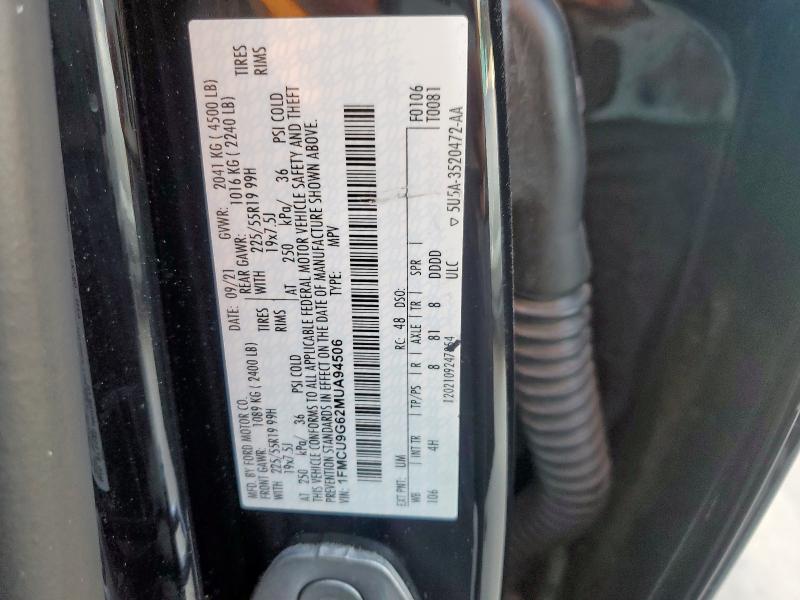 MFD. BY FORD MOTOR CO.
DATE: 09/21 GVWR: 2041 KG ( 4500 LB)
FRONT GAWR: 1089 KG ( 2400 LB) REAR GAWR: 1016 KG ( 2240 LB)
WITH 225/55R19 99H TIRES WITH 225/55R19 99H TIRES
19x7.5J RIMS 19x7.5J RIMS
AT 250 kPa/ 36 PSI COLD AT 250 kPa/ 36 PSI COLD
THIS VEHICLE CONFORMS TO ALL APPLICABLE FEDERAL MOTOR VEHICLE SAFETY AND THEFT
PREVENTION STANDARDS IN EFFECT ON THE DATE OF MANUFACTURE SHOWN ABOVE.
VIN: 1FMCU9G62MUA94506 TYPE: MPV
EXT PNT: UM RC: 48 DSO: F0106
WB INT TR TP/PS R AXLE TR SPR T0081
106 4H 8 81 8 DDDD
ULC 5U5A-3520472-AA